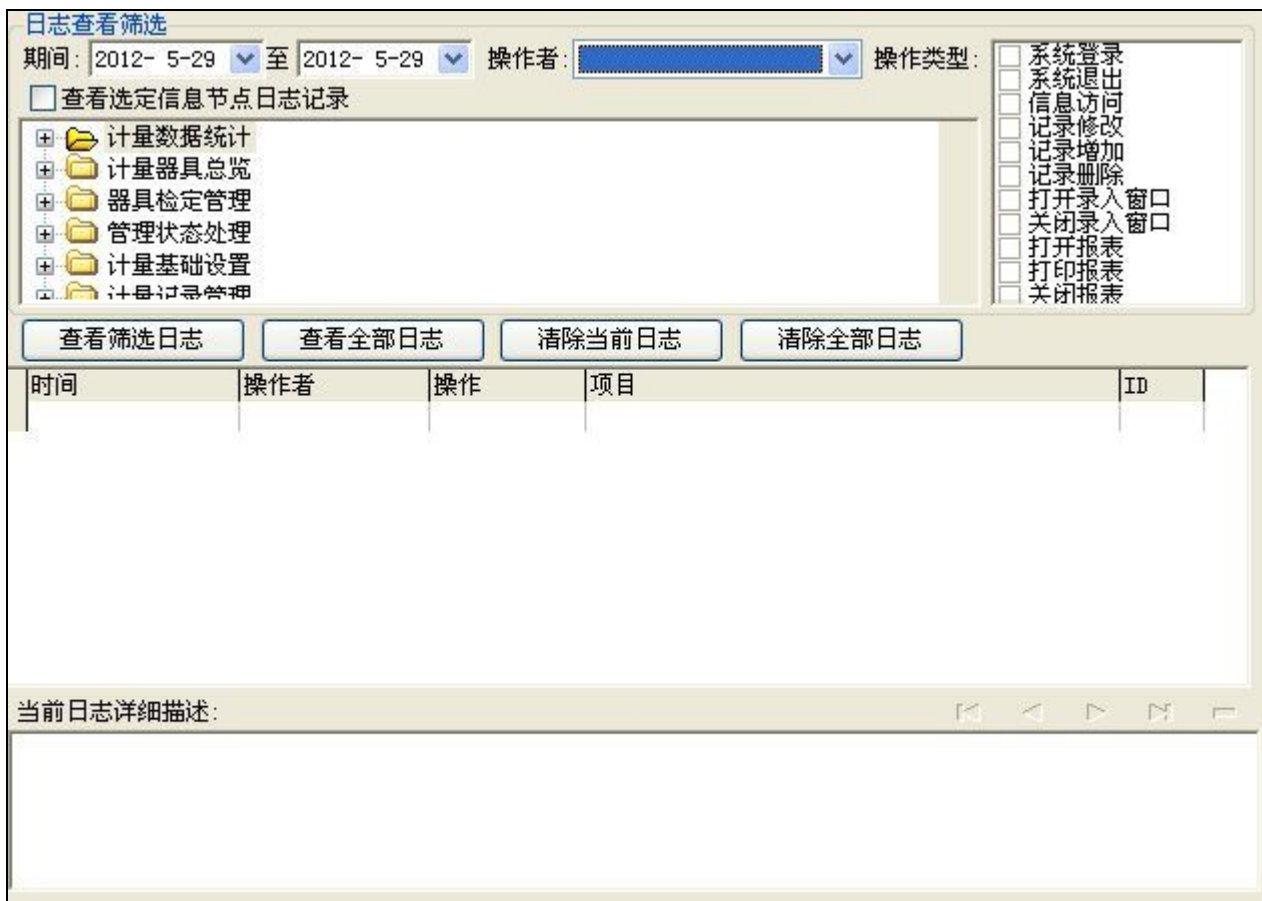 日志查看筛选
期间: 2012- 5-29 至 2012- 5-29 操作者: 操作类型:
系统登录
系统退出
信息访问
记录修改
记录增加
记录删除
打开录入窗口
关闭录入窗口
打开报表
打印报表
关闭报表
查看选定信息节点日志记录
计量数据统计
计量器具总览
器具检定管理
管理状态处理
计量基础设置
计量记录管理
查看筛选日志 查看全部日志 清除当前日志 清除全部日志
时间 操作者 操作 项目 ID
当前日志详细描述: